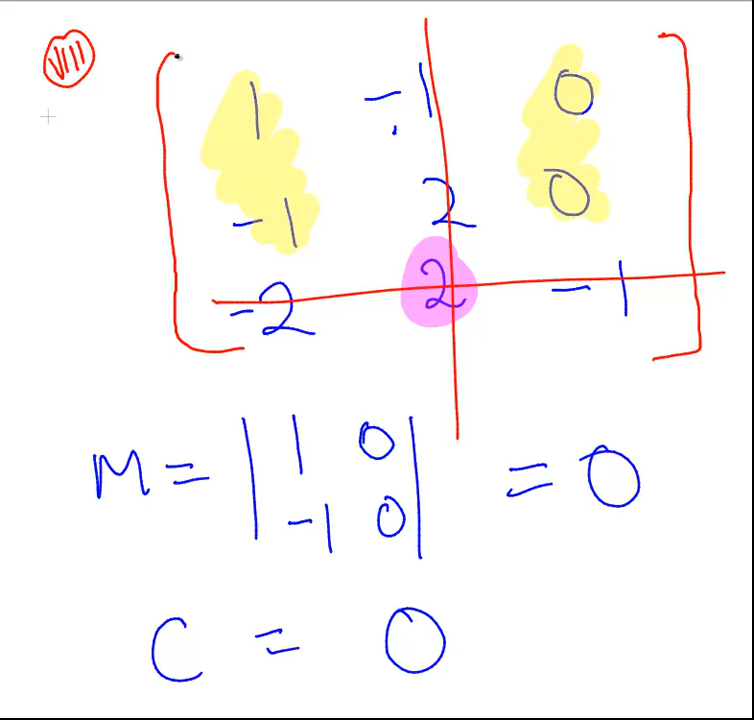 VIII
1 -1 0
-1 2 0
-2 2 -1
M = | 1 0 | = 0
| -1 0 |
C = 0